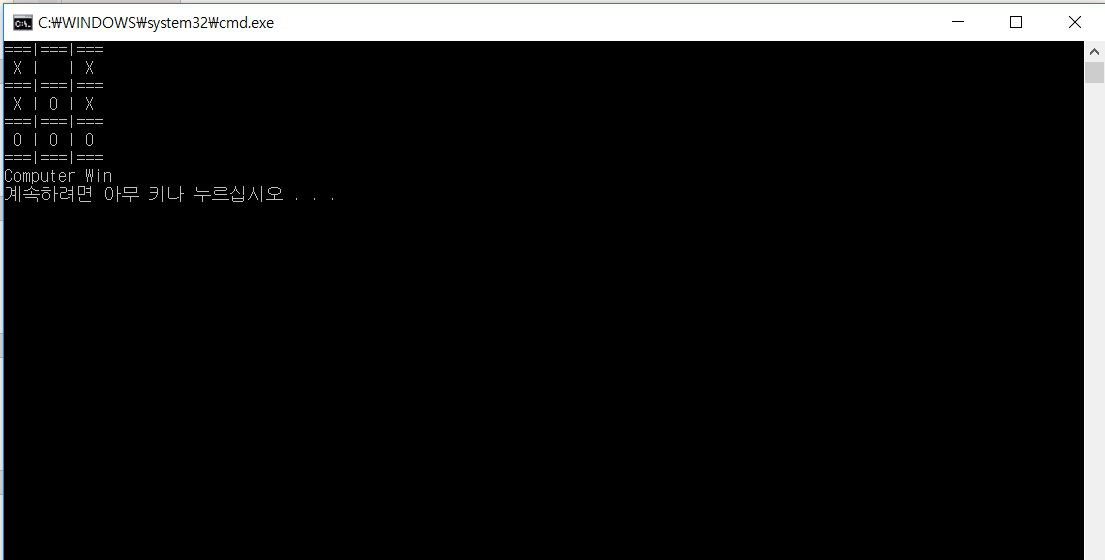 C:₩WINDOWS₩system32₩cmd.exe
===|===|===
 X |   | X
===|===|===
 X | O | X
===|===|===
 O | O | O
===|===|===
Computer Win
계속하려면 아무 키나 누르십시오 . . .